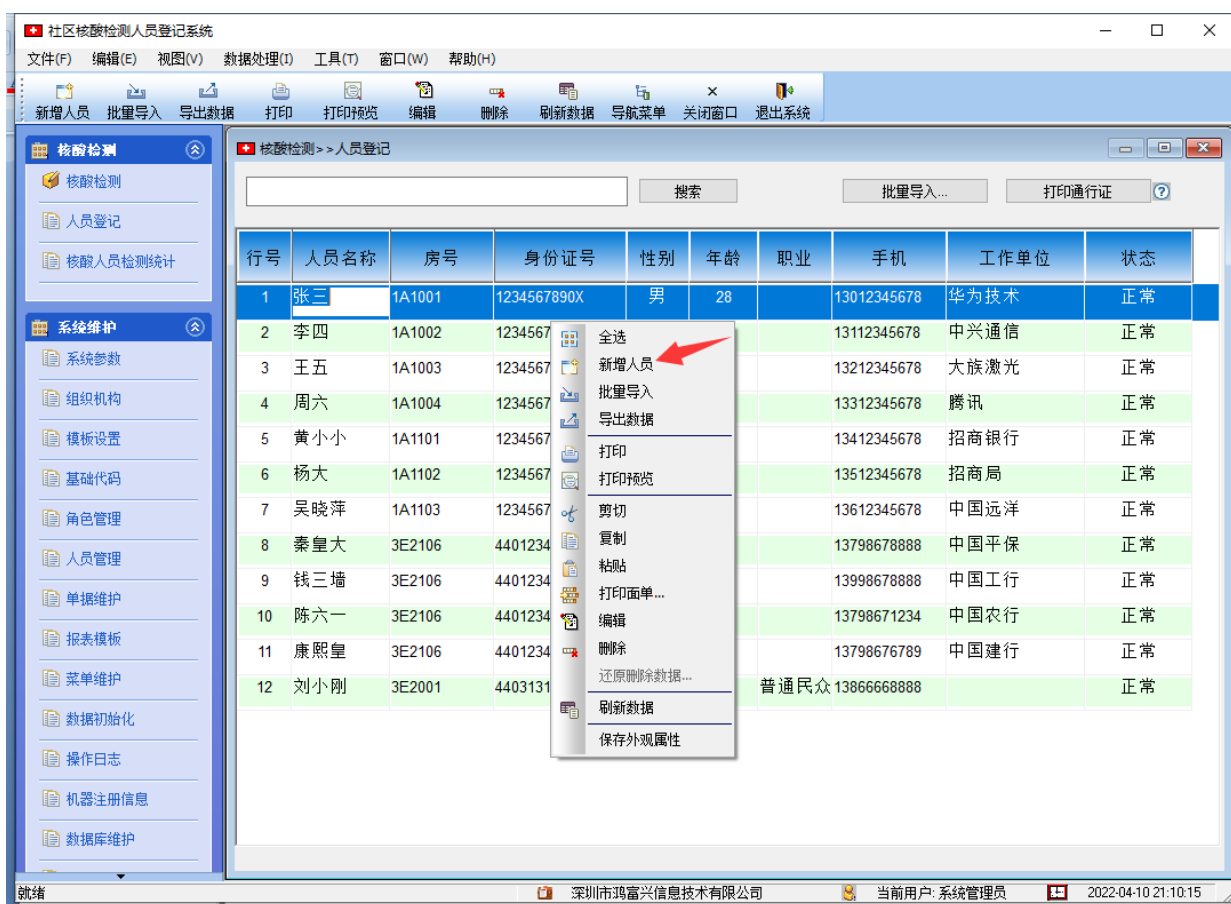 社区核酸检测人员登记系统
文件(F) 编辑(E) 视图(V) 数据处理(I) 工具(T) 窗口(W) 帮助(H)
新增人员 批量导入 导出数据 打印 打印预览 编辑 删除 刷新数据 导航菜单 关闭窗口 退出系统
核酸检测
核酸检测
人员登记
核酸人员检测统计
系统维护
系统参数
组织机构
模板设置
基础代码
角色管理
人员管理
单据维护
报表模板
菜单维护
数据初始化
操作日志
机器注册信息
数据库维护
核酸检测>>人员登记
搜索 批量导入... 打印通行证
行号 人员名称 房号 身份证号 性别 年龄 职业 手机 工作单位 状态
1 张三 1A1001 1234567890X 男 28 13012345678 华为技术 正常
2 李四 1A1002 1234567 13112345678 中兴通信 正常
3 王五 1A1003 1234567 13212345678 大族激光 正常
4 周六 1A1004 1234567 13312345678 腾讯 正常
5 黄小小 1A1101 1234567 13412345678 招商银行 正常
6 杨大 1A1102 1234567 13512345678 招商局 正常
7 吴晓萍 1A1103 1234567 13612345678 中国远洋 正常
8 秦皇大 3E2106 4401234 13798678888 中国平保 正常
9 钱三墙 3E2106 4401234 13998678888 中国工行 正常
10 陈六一 3E2106 4401234 13798671234 中国农行 正常
11 康熙皇 3E2106 4401234 13798676789 中国建行 正常
12 刘小刚 3E2001 4403131 普通民众 13866668888 正常
全选
新增人员
批量导入
导出数据
打印
打印预览
剪切
复制
粘贴
打印面单...
编辑
删除
还原删除数据...
刷新数据
保存外观属性
就绪 深圳市鸿富兴信息技术有限公司 当前用户: 系统管理员 2022-04-10 21:10:15